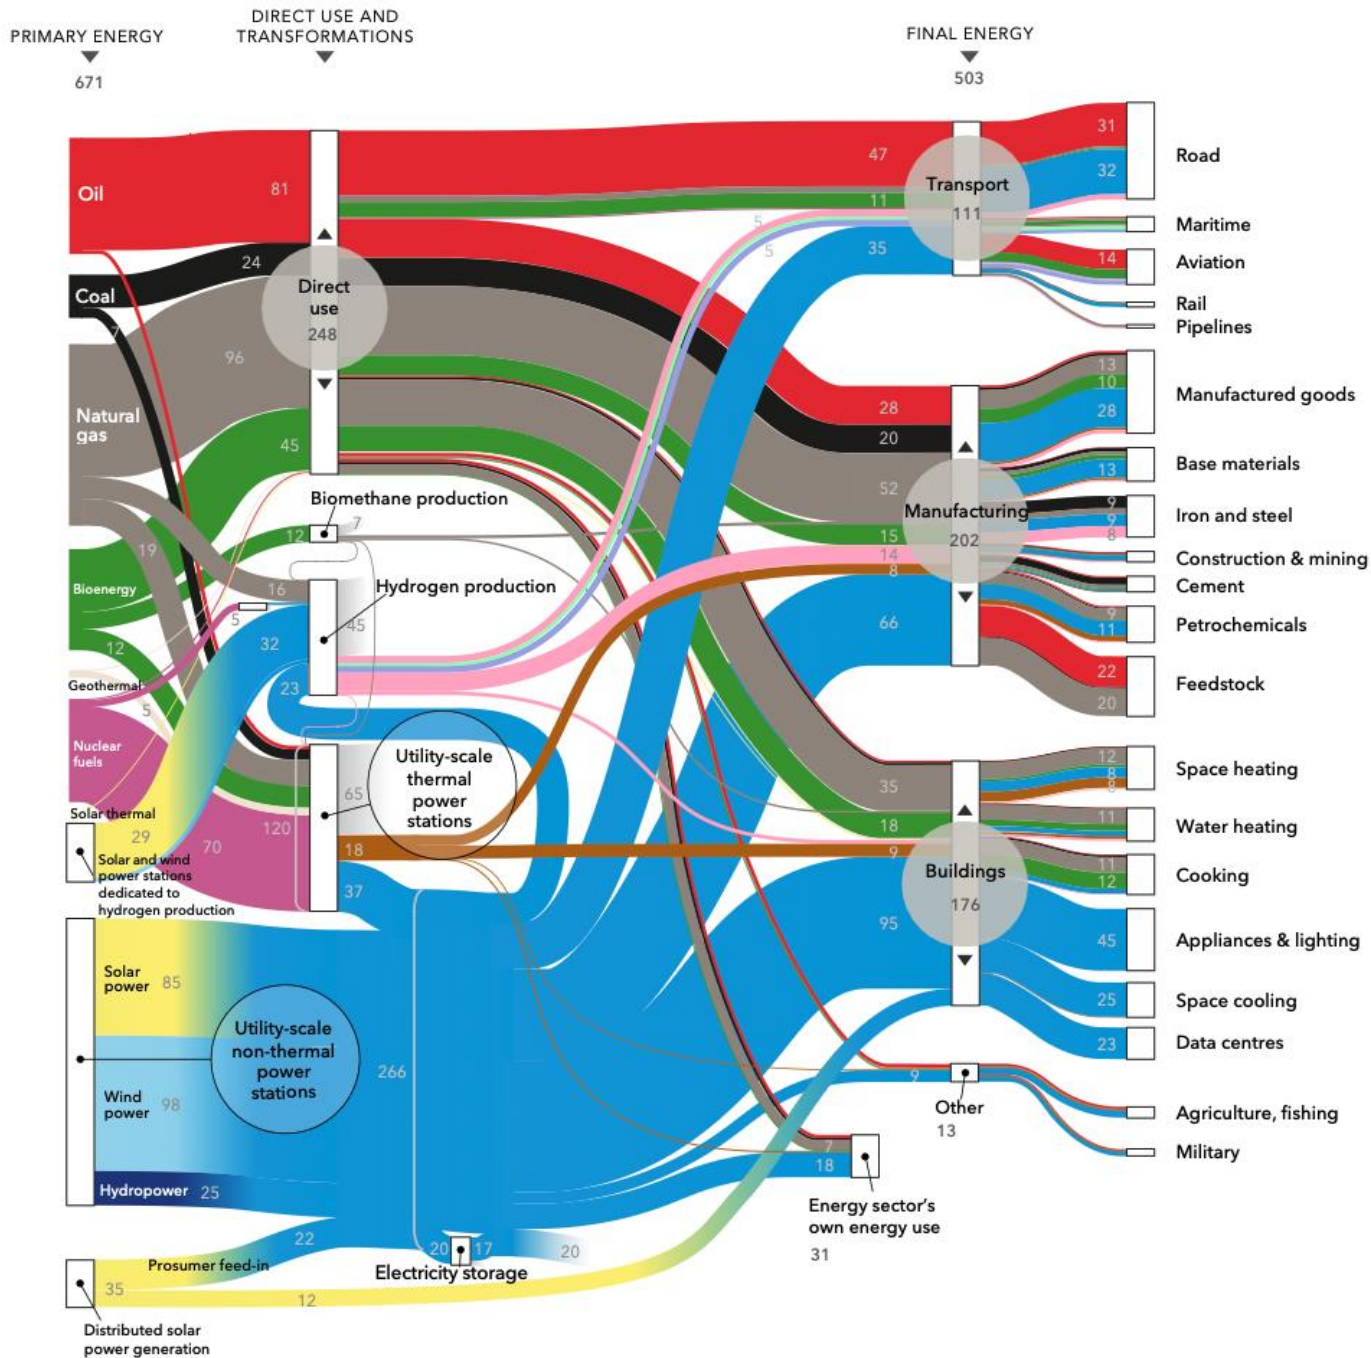 PRIMARY ENERGY
671
DIRECT USE AND
TRANSFORMATIONS
FINAL ENERGY
503
Oil
81
Coal
24
7
Natural
gas
96
19
16
Bioenergy
45
12
12
Geothermal
5
5
Nuclear
fuels
70
Solar thermal
29
32
23
Solar and wind
power stations
dedicated to
hydrogen production
Direct
use
248
Biomethane production
7
Hydrogen production
45
Utility-scale
thermal
power
stations
120
65
18
37
Solar
power
85
Wind
power
98
Hydropower
25
Utility-scale
non-thermal
power
stations
266
Prosumer feed-in
22
35
12
Distributed solar
power generation
20
17
20
Electricity storage
47
11
5
5
35
Transport
111
28
20
52
15
14
8
66
Manufacturing
202
35
18
9
95
Buildings
176
9
Other
13
7
18
Energy sector's
own energy use
31
31
32
Road
Maritime
14
Aviation
Rail
Pipelines
13
10
28
Manufactured goods
13
Base materials
9
9
8
Iron and steel
Construction & mining
Cement
9
11
Petrochemicals
22
20
Feedstock
12
8
8
Space heating
11
Water heating
11
12
Cooking
45
Appliances & lighting
25
Space cooling
23
Data centres
Agriculture, fishing
Military